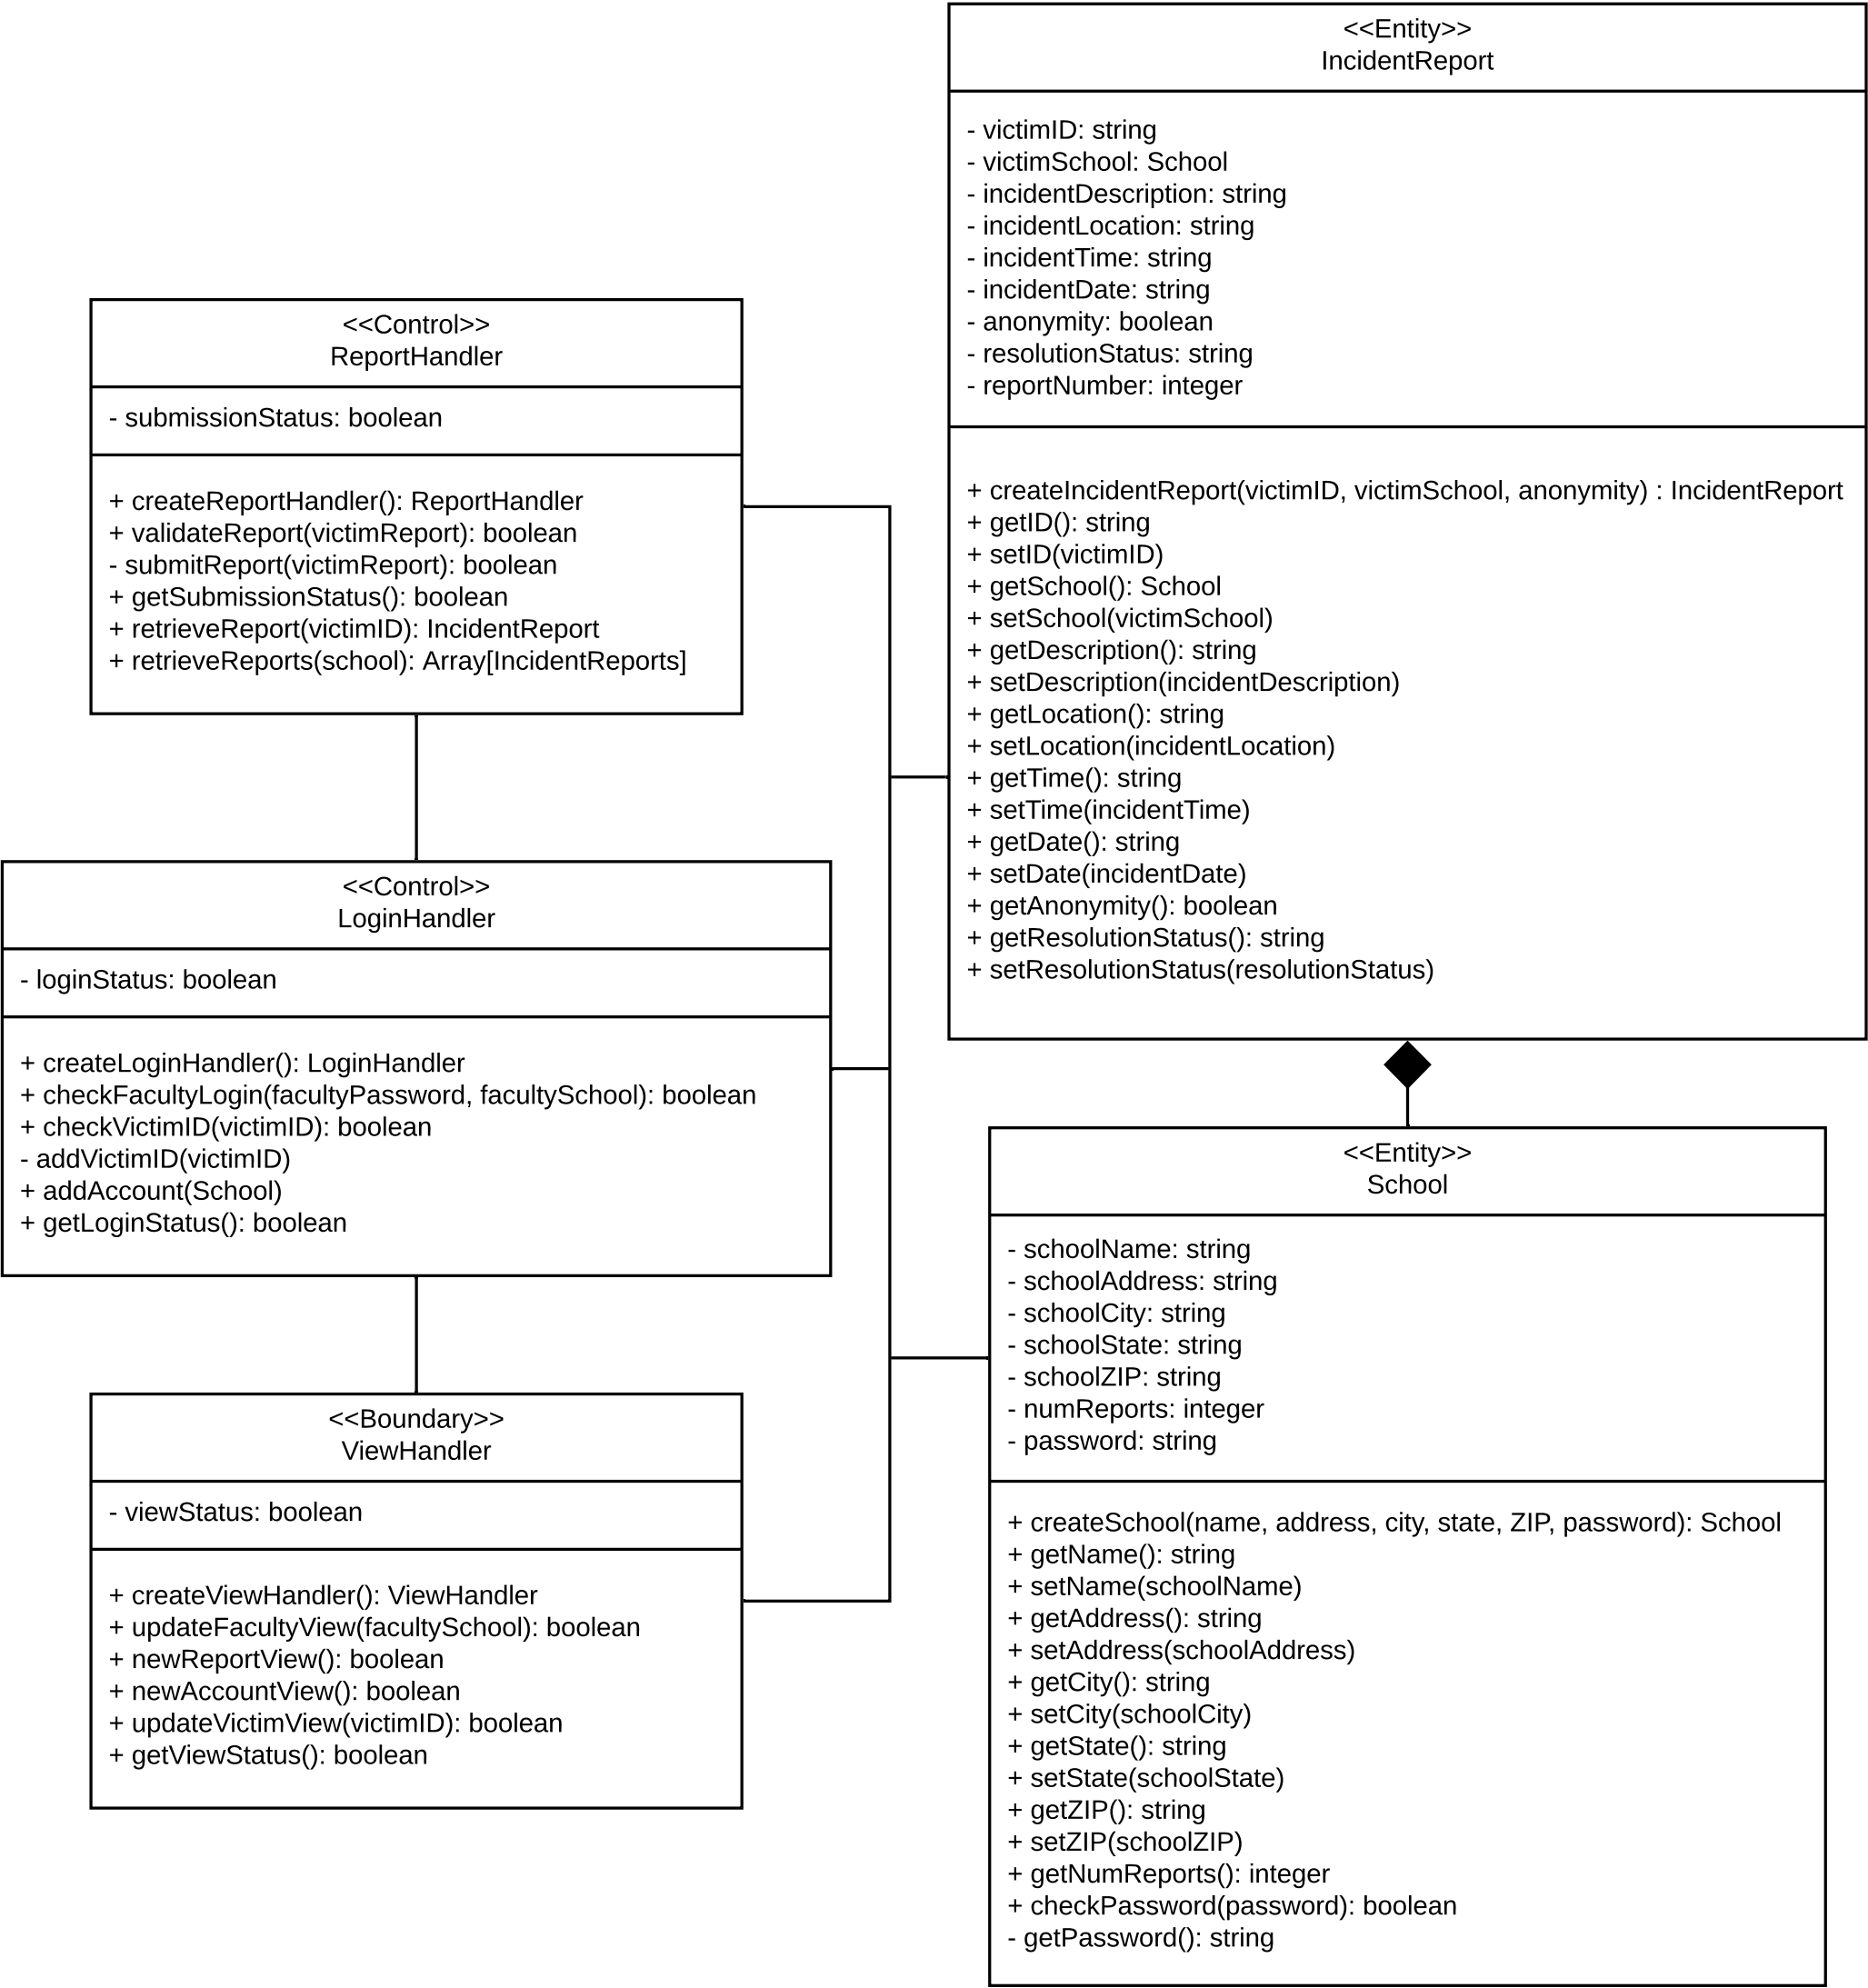 <<Entity>>
IncidentReport
- victimID: string
- victimSchool: School
- incidentDescription: string
- incidentLocation: string
- incidentTime: string
- incidentDate: string
- anonymity: boolean
- resolutionStatus: string
- reportNumber: integer
+ createIncidentReport(victimID, victimSchool, anonymity) : IncidentReport
+ getID(): string
+ setID(victimID)
+ getSchool(): School
+ setSchool(victimSchool)
+ getDescription(): string
+ setDescription(incidentDescription)
+ getLocation(): string
+ setLocation(incidentLocation)
+ getTime(): string
+ setTime(incidentTime)
+ getDate(): string
+ setDate(incidentDate)
+ getAnonymity(): boolean
+ getResolutionStatus(): string
+ setResolutionStatus(resolutionStatus)
<<Control>>
ReportHandler
- submissionStatus: boolean
+ createReportHandler(): ReportHandler
+ validateReport(victimReport): boolean
- submitReport(victimReport): boolean
+ getSubmissionStatus(): boolean
+ retrieveReport(victimID): IncidentReport
+ retrieveReports(school): Array[IncidentReports]
<<Control>>
LoginHandler
- loginStatus: boolean
+ createLoginHandler(): LoginHandler
+ checkFacultyLogin(facultyPassword, facultySchool): boolean
+ checkVictimID(victimID): boolean
- addVictimID(victimID)
+ addAccount(School)
+ getLoginStatus(): boolean
<<Boundary>>
ViewHandler
- viewStatus: boolean
+ createViewHandler(): ViewHandler
+ updateFacultyView(facultySchool): boolean
+ newReportView(): boolean
+ newAccountView(): boolean
+ updateVictimView(victimID): boolean
+ getViewStatus(): boolean
<<Entity>>
School
- schoolName: string
- schoolAddress: string
- schoolCity: string
- schoolState: string
- schoolZIP: string
- numReports: integer
- password: string
+ createSchool(name, address, city, state, ZIP, password): School
+ getName(): string
+ setName(schoolName)
+ getAddress(): string
+ setAddress(schoolAddress)
+ getCity(): string
+ setCity(schoolCity)
+ getState(): string
+ setState(schoolState)
+ getZIP(): string
+ setZIP(schoolZIP)
+ getNumReports(): integer
+ checkPassword(password): boolean
- getPassword(): string